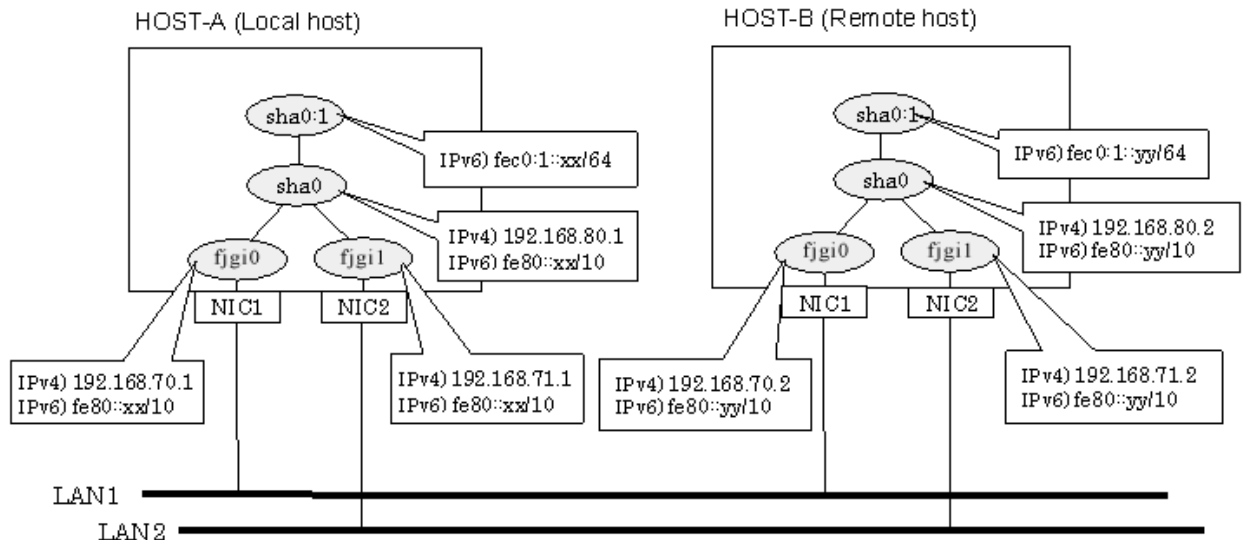 HOST-A (Local host)
HOST-B (Remote host)
sha0:1
IPv6) fec0:1::xx/64
sha0
IPv4) 192.168.80.1
IPv6) fe80::xx/10
fjgi0
fjgi1
NIC1
NIC2
IPv4) 192.168.70.1
IPv6) fe80::xx/10
IPv4) 192.168.71.1
IPv6) fe80::xx/10
sha0:1
IPv6) fec0:1::yy/64
sha0
IPv4) 192.168.80.2
IPv6) fe80::yy/10
fjgi0
fjgi1
NIC1
NIC2
IPv4) 192.168.70.2
IPv6) fe80::yy/10
IPv4) 192.168.71.2
IPv6) fe80::yy/10
LAN1
LAN2